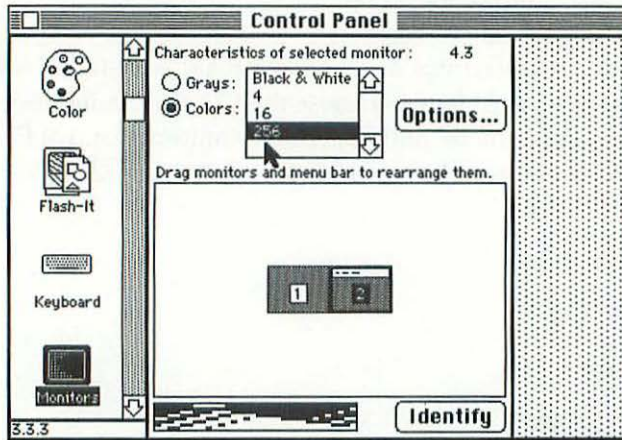 Control Panel
Color
Flash-It
Keyboard
Monitors
3.3.3
Characteristics of selected monitor: 4.3
Grays:
Colors:
Black & White
4
16
256
Options...
Drag monitors and menu bar to rearrange them.
1
2
Identify